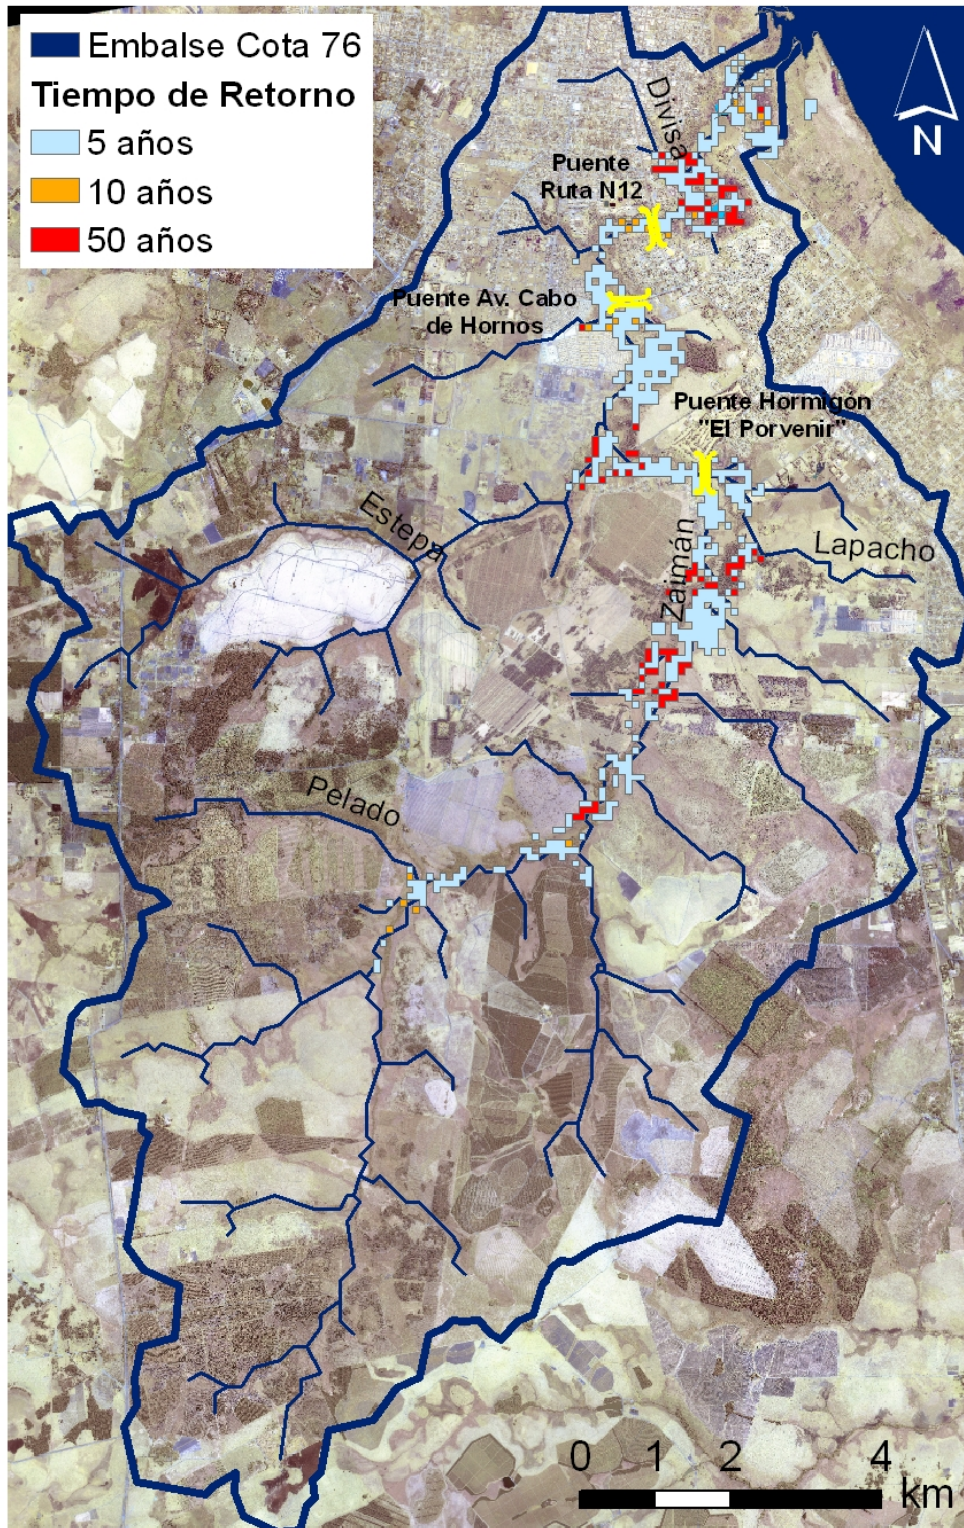 Embalse Cota 76
Tiempo de Retorno
5 años
10 años
50 años
N
Divisa
Puente
Ruta N12
Puente Av. Cabo
de Hornos
Puente Hormigón
"El Porvenir"
Estepa
Zaimán
Lapacho
Pelado
0 1 2 4
km